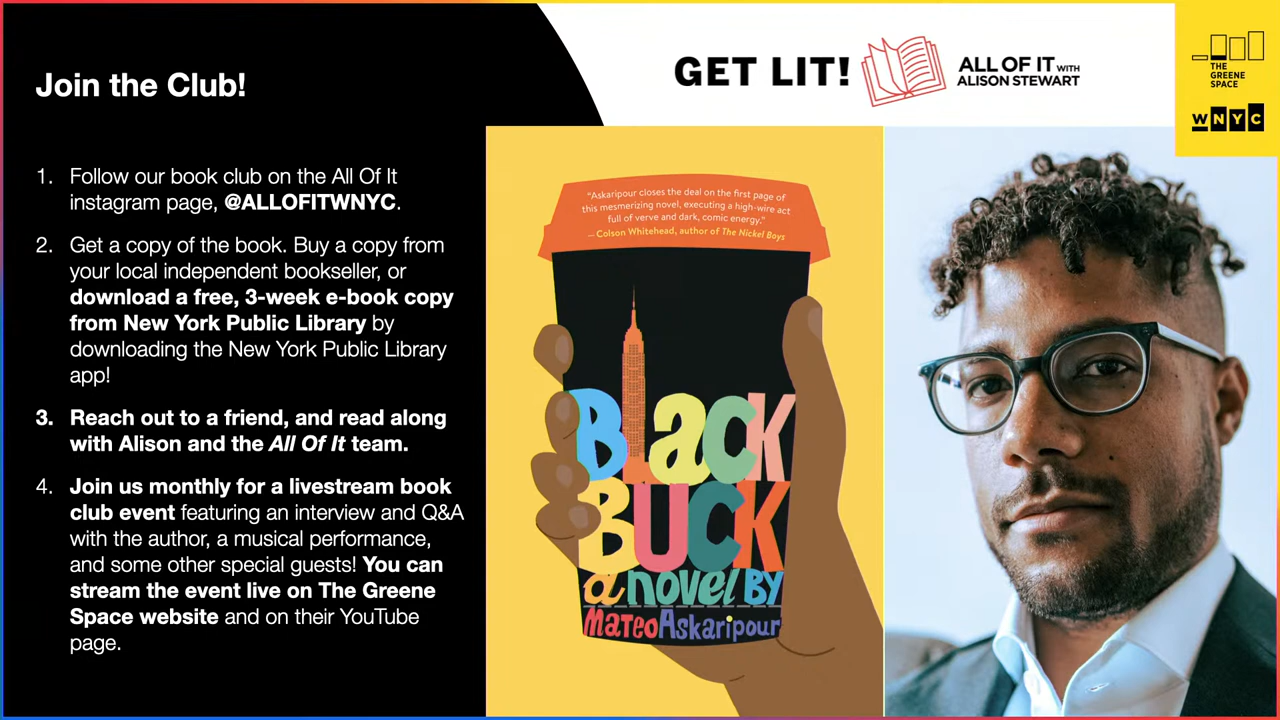 Join the Club!
1. Follow our book club on the All Of It
instagram page, @ALLOFITWNYC.
2. Get a copy of the book. Buy a copy from
your local independent bookseller, or
download a free, 3-week e-book copy
from New York Public Library by
downloading the New York Public Library
app!
3. Reach out to a friend, and read along
with Alison and the All Of It team.
4. Join us monthly for a livestream book
club event featuring an interview and Q&A
with the author, a musical performance,
and some other special guests! You can
stream the event live on The Greene
Space website and on their YouTube
page.
GET LIT!
ALL OF IT WITH
ALISON STEWART
THE
GREENE
SPACE
WNYC
"Askaripour closes the deal on the first page of
this mesmerizing novel, executing a high-wire act
full of verve and dark, comic energy."
—Colson Whitehead, author of The Nickel Boys
BLacK
BUCK
a novel BY
MaTeo Askaripour